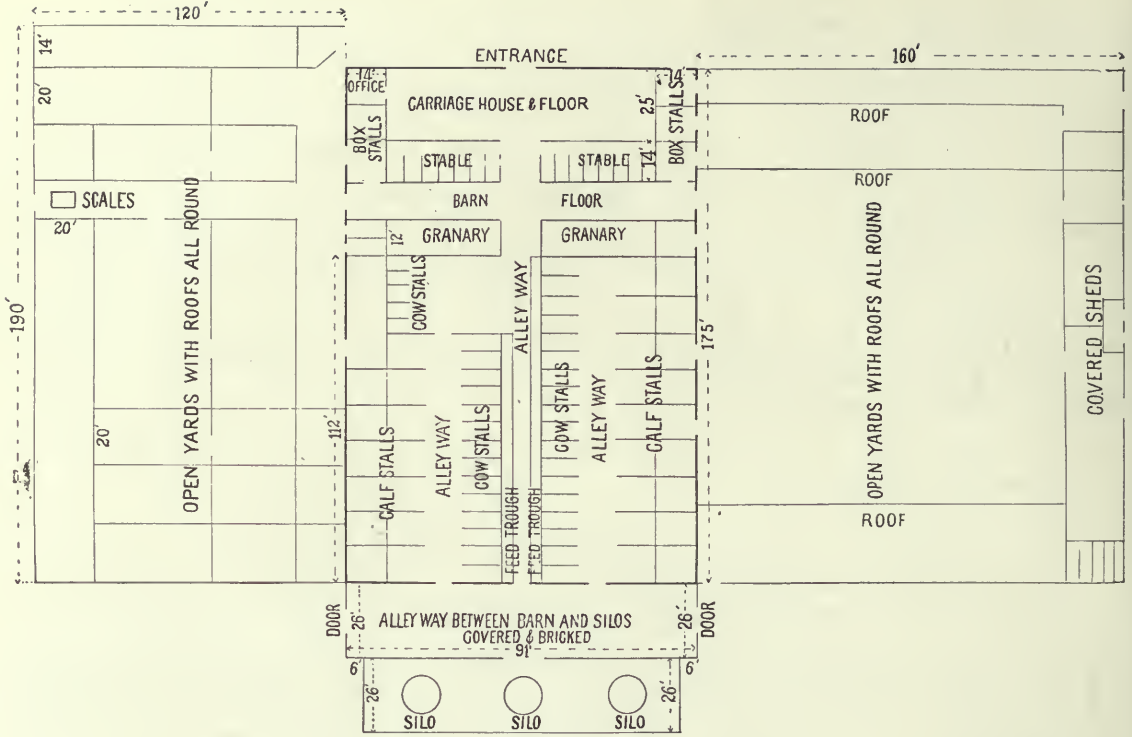 120'
ENTRANCE
160'
14'
14'
OFFICE
14'
20'
CARRIAGE HOUSE & FLOOR
25'
BOX STALLS
BOX STALLS
ROOF
STABLE
STABLE
14'
ROOF
SCALES
BARN FLOOR
20'
12'
GRANARY
GRANARY
190'
OPEN YARDS WITH ROOFS ALL ROUND
COW STALLS
ALLEY WAY
175'
OPEN YARDS WITH ROOFS ALL ROUND
COVERED SHEDS
20'
112'
CALF STALLS
ALLEY WAY
COW STALLS
COW STALLS
ALLEY WAY
CALF STALLS
FEED TROUGH
FEED TROUGH
ROOF
DOOR
26'
ALLEY WAY BETWEEN BARN AND SILOS
COVERED & BRICKED
26'
DOOR
91'
6'
6'
26'
26'
SILO
SILO
SILO